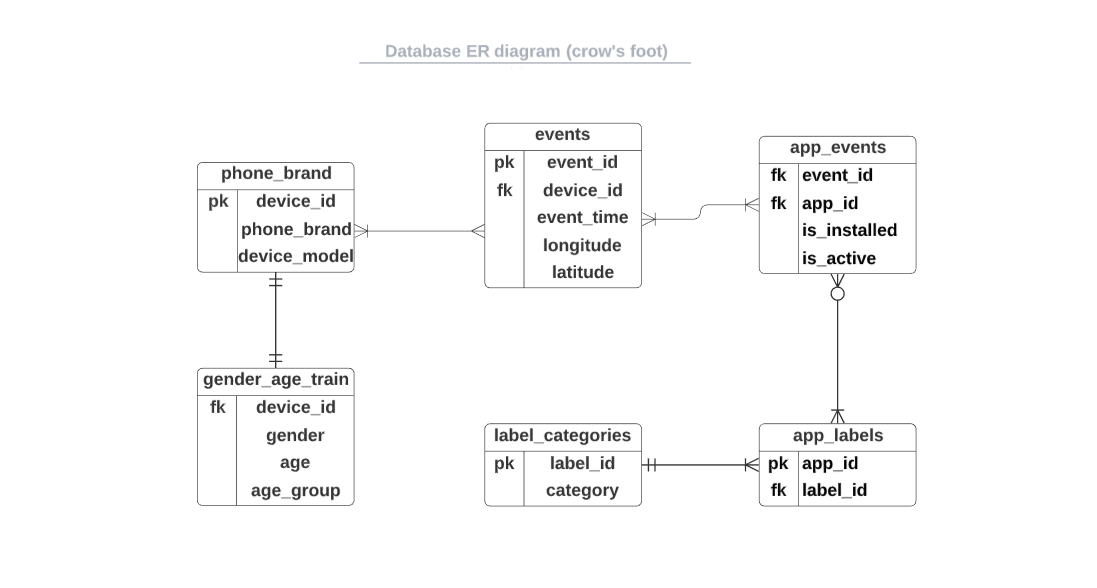 Database ER diagram (crow's foot)
phone_brand
pk device_id
phone_brand
device_model
events
pk event_id
fk device_id
event_time
longitude
latitude
app_events
fk event_id
fk app_id
is_installed
is_active
gender_age_train
fk device_id
gender
age
age_group
label_categories
pk label_id
category
app_labels
pk app_id
fk label_id